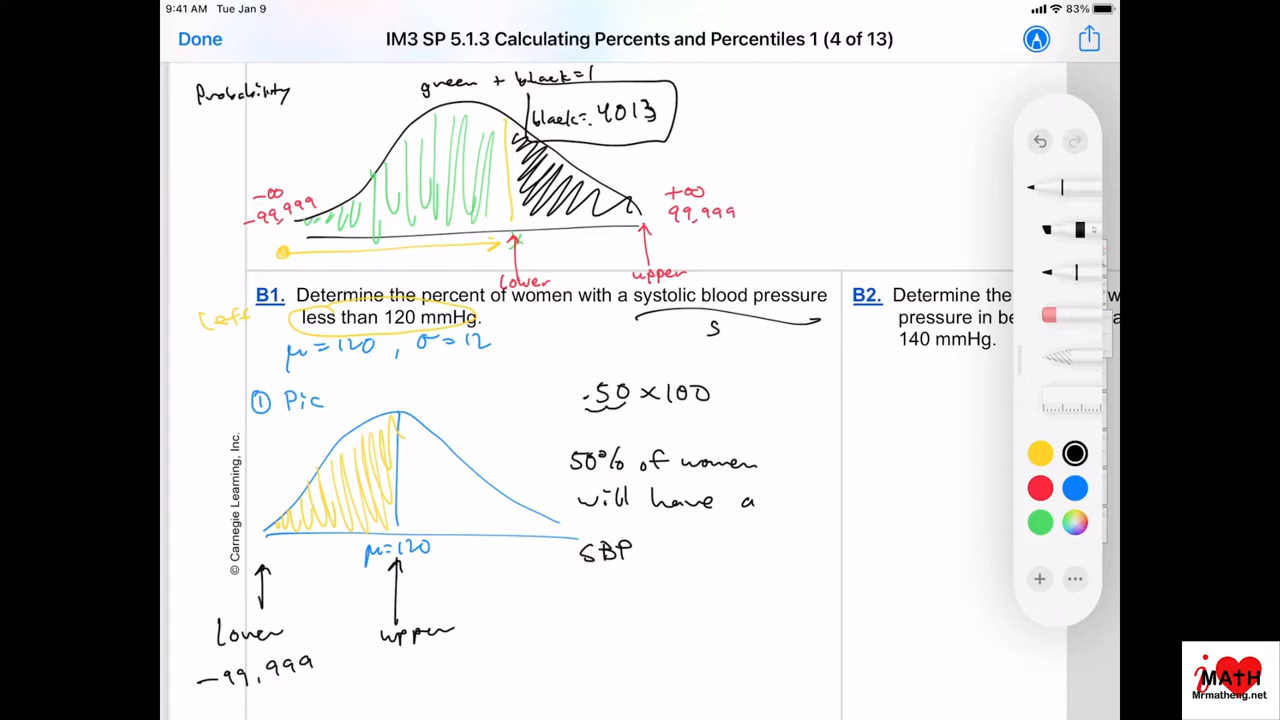 9:41 AM Tue Jan 9
83%
Done
IM3 SP 5.1.3 Calculating Percents and Percentiles 1 (4 of 13)
Probability
green + black=1
black=.4013
-∞
-99,999
+∞
99,999
x
lower
upper
B1. Determine the percent of women with a systolic blood pressure
less than 120 mmHg.
Left
S
μ=120, σ=12
B2. Determine the
pressure in be
140 mmHg.
① Pic
.50 x100
50% of women
will have a
SBP
μ=120
lower
-99,999
upper
© Carnegie Learning, Inc.
i
MATH
Mrmatheng.net